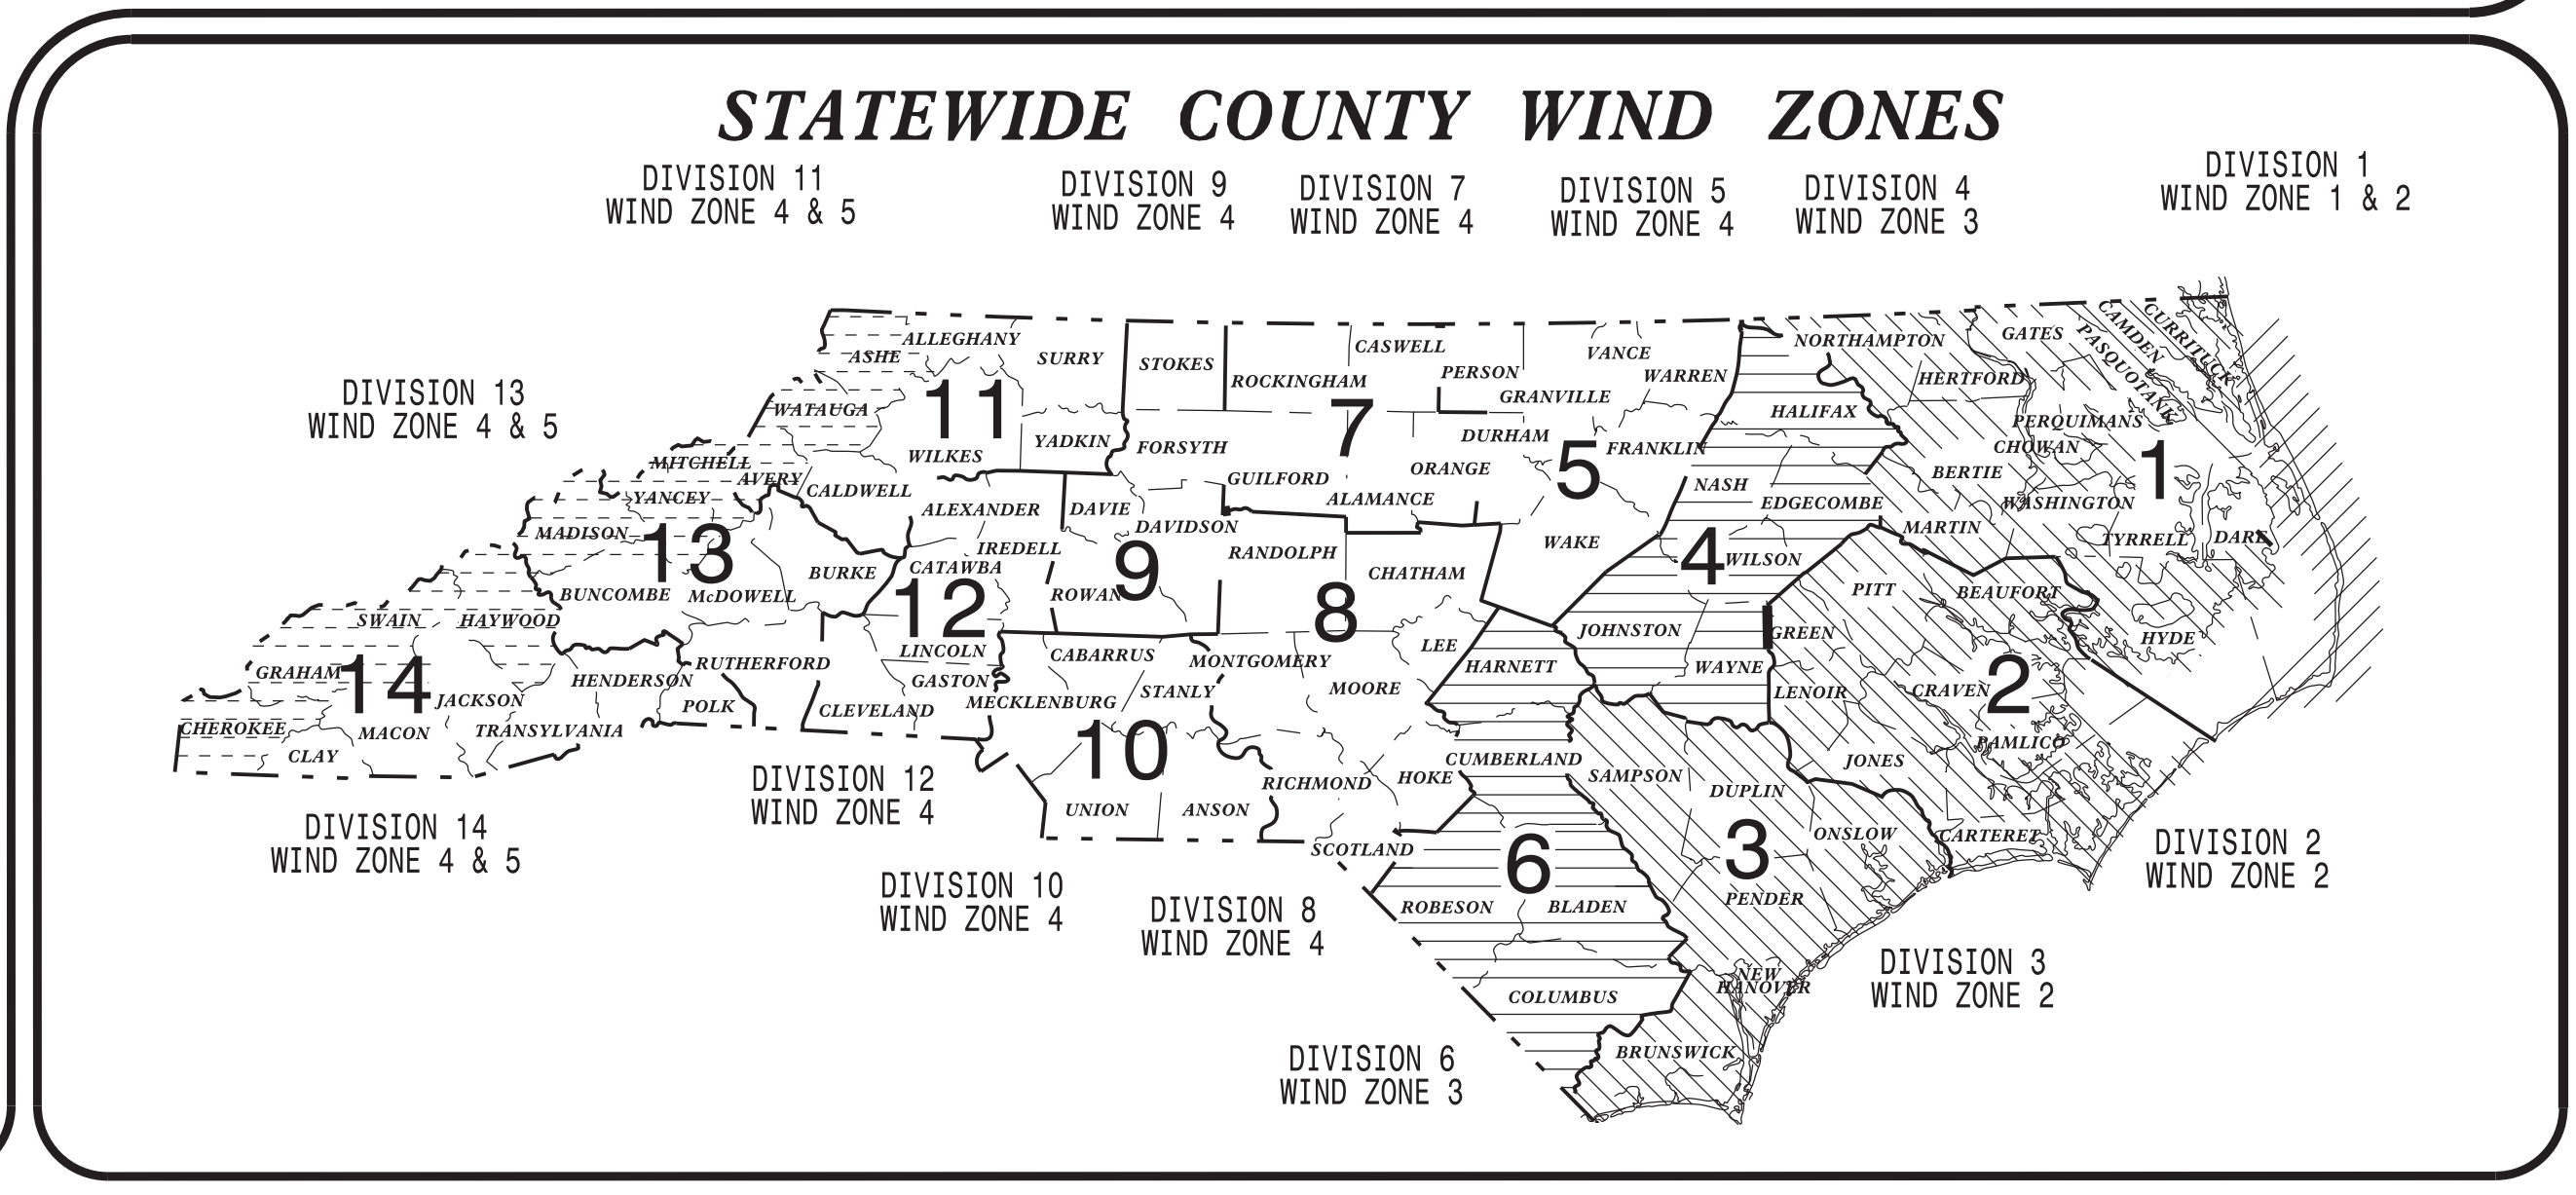 STATEWIDE COUNTY WIND ZONES
DIVISION 11
WIND ZONE 4 & 5
DIVISION 9
WIND ZONE 4
DIVISION 7
WIND ZONE 4
DIVISION 5
WIND ZONE 4
DIVISION 4
WIND ZONE 3
DIVISION 1
WIND ZONE 1 & 2
DIVISION 13
WIND ZONE 4 & 5
ALLEGHANY
ASHE
SURRY
STOKES
ROCKINGHAM
CASWELL
PERSON
VANCE
GRANVILLE
WARREN
NORTHAMPTON
GATES
CAMDEN
CURRITUCK
PASQUOTANK
HERTFORD
WATAUGA
11
WILKES
YADKIN
FORSYTH
7
GUILFORD
ORANGE
DURHAM
ALAMANCE
5
FRANKLIN
HALIFAX
PERQUIMANS
CHOWAN
BERTIE
1
MITCHELL
AVERY
YANCEY
CALDWELL
ALEXANDER
DAVIE
DAVIDSON
NASH
EDGECOMBE
MARTIN
WASHINGTON
TYRRELL
DARE
MADISON
13
BURKE
BUNCOMBE
McDOWELL
IREDELL
CATAWBA
12
ROWAN
9
RANDOLPH
CHATHAM
8
WAKE
4
WILSON
PITT
BEAUFORT
HYDE
SWAIN
HAYWOOD
GRAHAM
14
JACKSON
HENDERSON
RUTHERFORD
POLK
LINCOLN
GASTON
CLEVELAND
CABARRUS
MECKLENBURG
STANLY
MONTGOMERY
MOORE
LEE
HARNETT
JOHNSTON
WAYNE
GREEN
LENOIR
CRAVEN
2
PAMLICO
CHEROKEE
CLAY
MACON
TRANSYLVANIA
10
UNION
ANSON
RICHMOND
HOKE
CUMBERLAND
SAMPSON
DUPLIN
JONES
SCOTLAND
6
3
ONSLOW
CARTERET
ROBESON
BLADEN
PENDER
NEW
HANOVER
COLUMBUS
BRUNSWICK
DIVISION 12
WIND ZONE 4
DIVISION 14
WIND ZONE 4 & 5
DIVISION 10
WIND ZONE 4
DIVISION 8
WIND ZONE 4
DIVISION 2
WIND ZONE 2
DIVISION 3
WIND ZONE 2
DIVISION 6
WIND ZONE 3